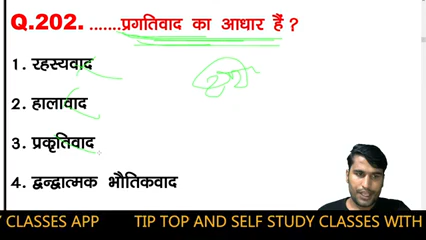 Q.202. .......प्रगतिवाद का आधार हैं ?
1. रहस्यवाद
2. हालावाद
3. प्रकृतिवाद
4. द्वन्द्वात्मक भौतिकवाद
Y CLASSES APP TIP TOP AND SELF STUDY CLASSES WITH